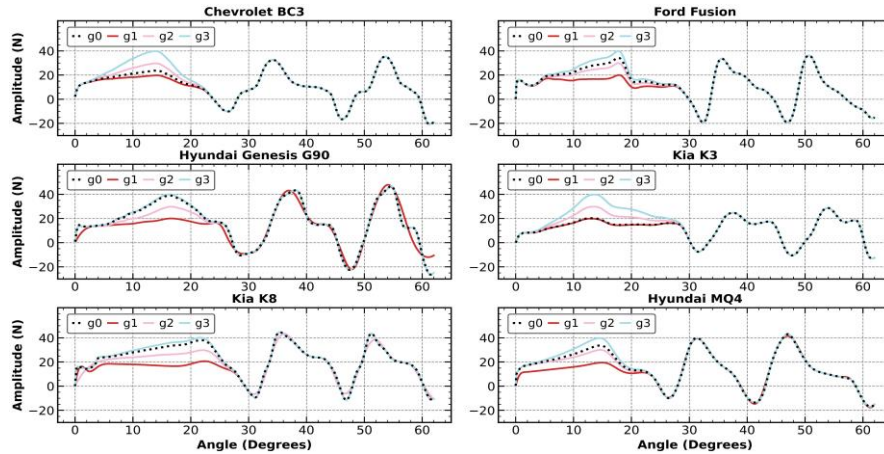 Chevrolet BC3
Amplitude (N)
40
20
0
−20
g0 g1 g2 g3
0 10 20 30 40 50 60
Ford Fusion
40
20
0
−20
g0 g1 g2 g3
0 10 20 30 40 50 60
Hyundai Genesis G90
Amplitude (N)
40
20
0
−20
g0 g1 g2 g3
0 10 20 30 40 50 60
Kia K3
40
20
0
−20
g0 g1 g2 g3
0 10 20 30 40 50 60
Kia K8
Amplitude (N)
40
20
0
−20
g0 g1 g2 g3
0 10 20 30 40 50 60
Angle (Degrees)
Hyundai MQ4
40
20
0
−20
g0 g1 g2 g3
0 10 20 30 40 50 60
Angle (Degrees)